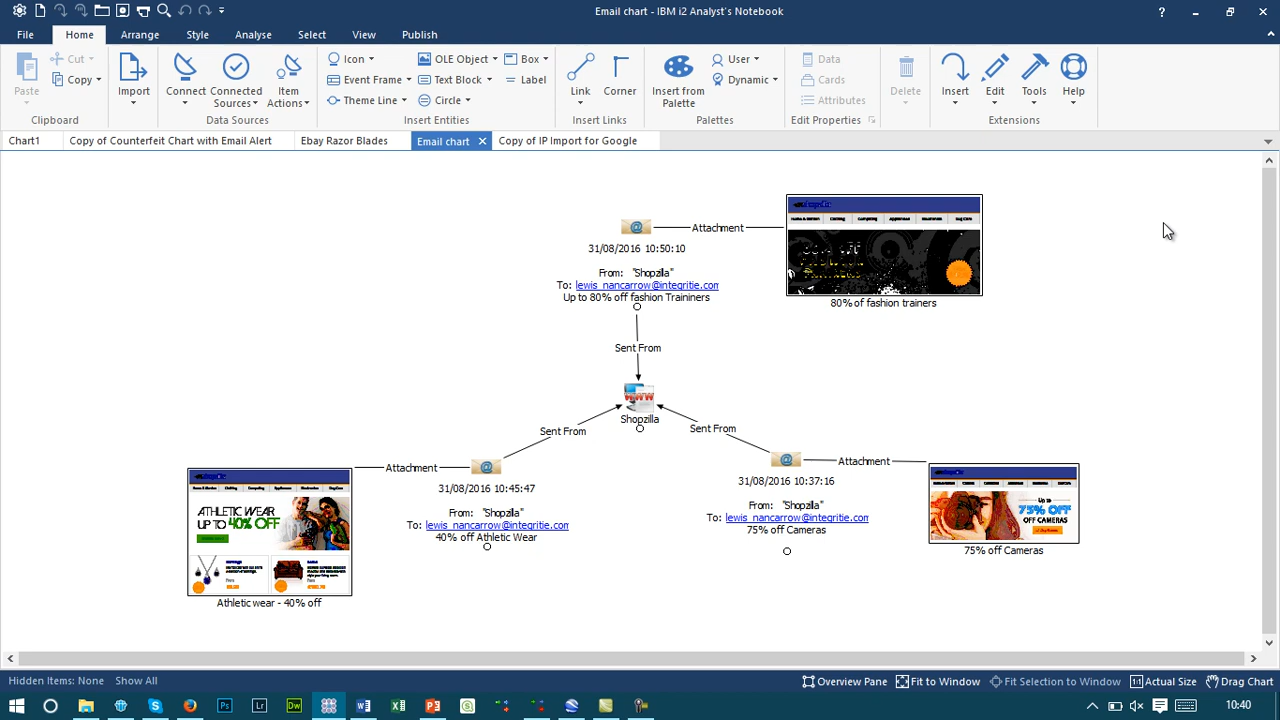 Email chart - IBM i2 Analyst's Notebook
File Home Arrange Style Analyse Select View Publish
Paste
Cut
Copy
Clipboard
Import
Connect
Connected Sources
Item Actions
Data Sources
Icon
Event Frame
Theme Line
OLE Object
Text Block
Circle
Box
Label
Insert Entities
Link
Corner
Insert Links
Insert from Palette
User
Dynamic
Palettes
Data
Cards
Attributes
Edit Properties
Delete
Insert
Edit
Tools
Help
Extensions
Chart1 Copy of Counterfeit Chart with Email Alert Ebay Razor Blades Email chart Copy of IP Import for Google
Attachment
31/08/2016 10:50:10
From: "Shopzilla"
To: lewis_nancarrow@integritie.com
Up to 80% off fashion Traininers
80% of fashion trainers
Sent From
WWW
Shopzilla
Sent From
Sent From
Attachment
31/08/2016 10:45:47
From: "Shopzilla"
To: lewis_nancarrow@integritie.com
40% off Athletic Wear
ATHLETIC WEAR
UP TO 40% OFF
Athletic wear - 40% off
Attachment
31/08/2016 10:37:16
From: "Shopzilla"
To: lewis_nancarrow@integritie.com
75% off Cameras
Up to
75% OFF
OFF CAMERAS
75% off Cameras
Hidden Items: None Show All
Overview Pane Fit to Window Fit Selection to Window Actual Size Drag Chart
10:40